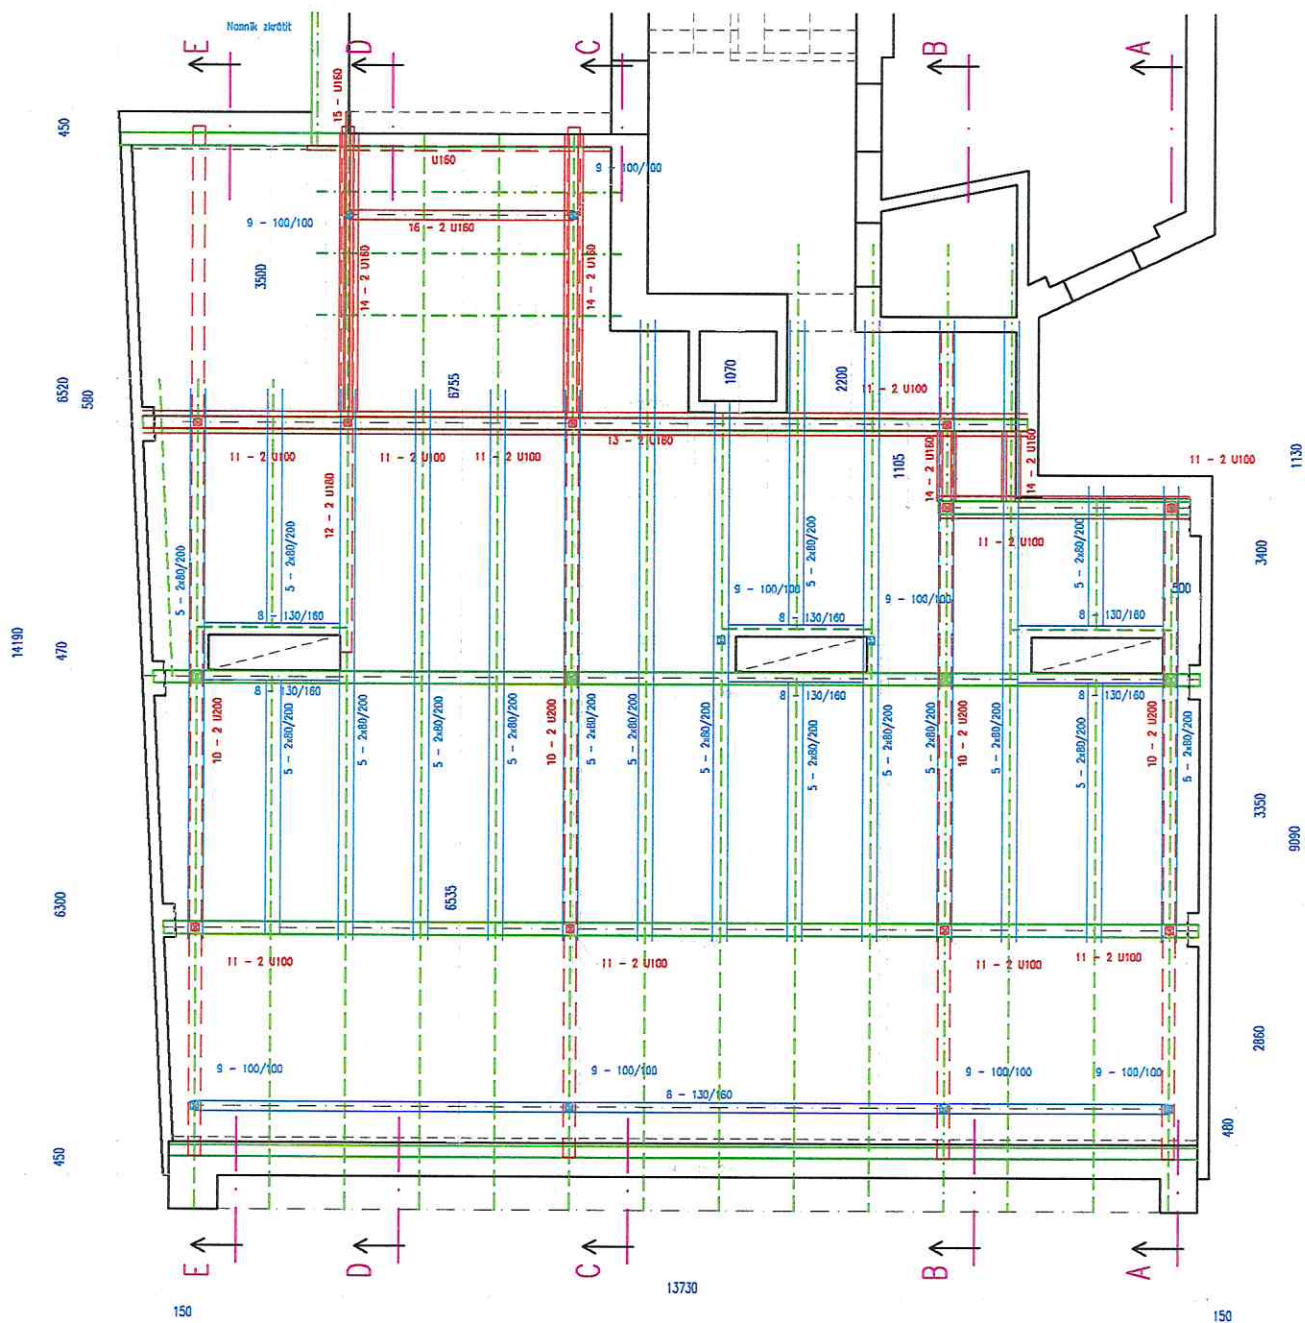 Nosník zkrátit
E
D
C
B
A
15 - U160
450
U160
9 - 100/100
9 - 100/100
16 - 2 U160
3500
14 - 2 U160
14 - 2 U160
6520
580
6755
1070
2200
11 - 2 U100
13 - 2 U160
11 - 2 U100
11 - 2 U100
11 - 2 U100
1105
14 - 2 U160
14 - 2 U160
11 - 2 U100
1130
12 - 2 U180
5 - 2x80/200
5 - 2x80/200
5 - 2x80/200
5 - 2x80/200
11 - 2 U100
3400
9 - 100/100
9 - 100/100
500
8 - 130/160
8 - 130/160
8 - 130/160
14190
470
8 - 130/160
8 - 130/160
8 - 130/160
10 - 2 U200
5 - 2x80/200
5 - 2x80/200
5 - 2x80/200
5 - 2x80/200
10 - 2 U200
5 - 2x80/200
5 - 2x80/200
5 - 2x80/200
5 - 2x80/200
5 - 2x80/200
5 - 2x80/200
10 - 2 U200
5 - 2x80/200
5 - 2x80/200
10 - 2 U200
5 - 2x80/200
3350
9090
6300
6535
11 - 2 U100
11 - 2 U100
11 - 2 U100
11 - 2 U100
2860
9 - 100/100
9 - 100/100
9 - 100/100
9 - 100/100
8 - 130/160
480
450
E
D
C
B
A
13730
150
150